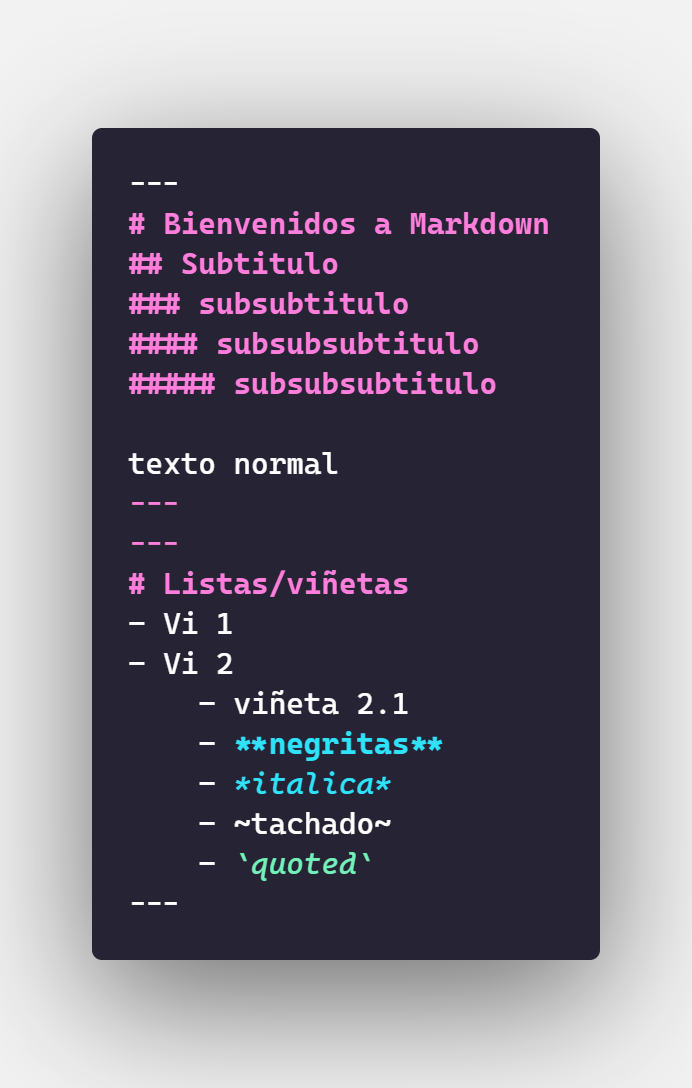 ---
# Bienvenidos a Markdown
## Subtitulo
### subsubtitulo
#### subsubsubtitulo
##### subsubsubtitulo

texto normal
---
---
# Listas/viñetas
- Vi 1
- Vi 2
    - viñeta 2.1
    - **negritas**
    - *italica*
    - ~tachado~
    - `quoted`
---